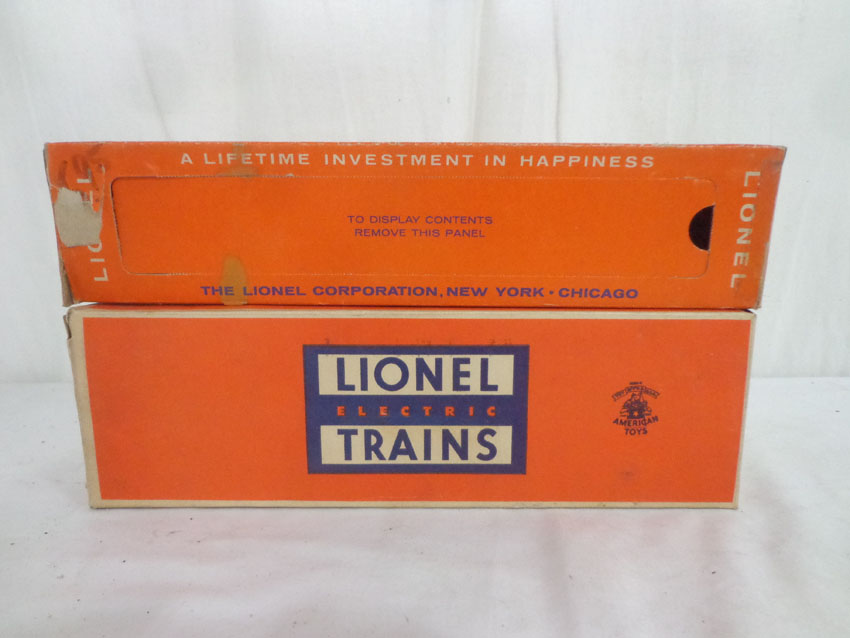 A LIFETIME INVESTMENT IN HAPPINESS
LIONEL
TO DISPLAY CONTENTS
REMOVE THIS PANEL
LIONEL
THE LIONEL CORPORATION, NEW YORK • CHICAGO
LIONEL
ELECTRIC
TRAINS
AMERICAN
TOYS